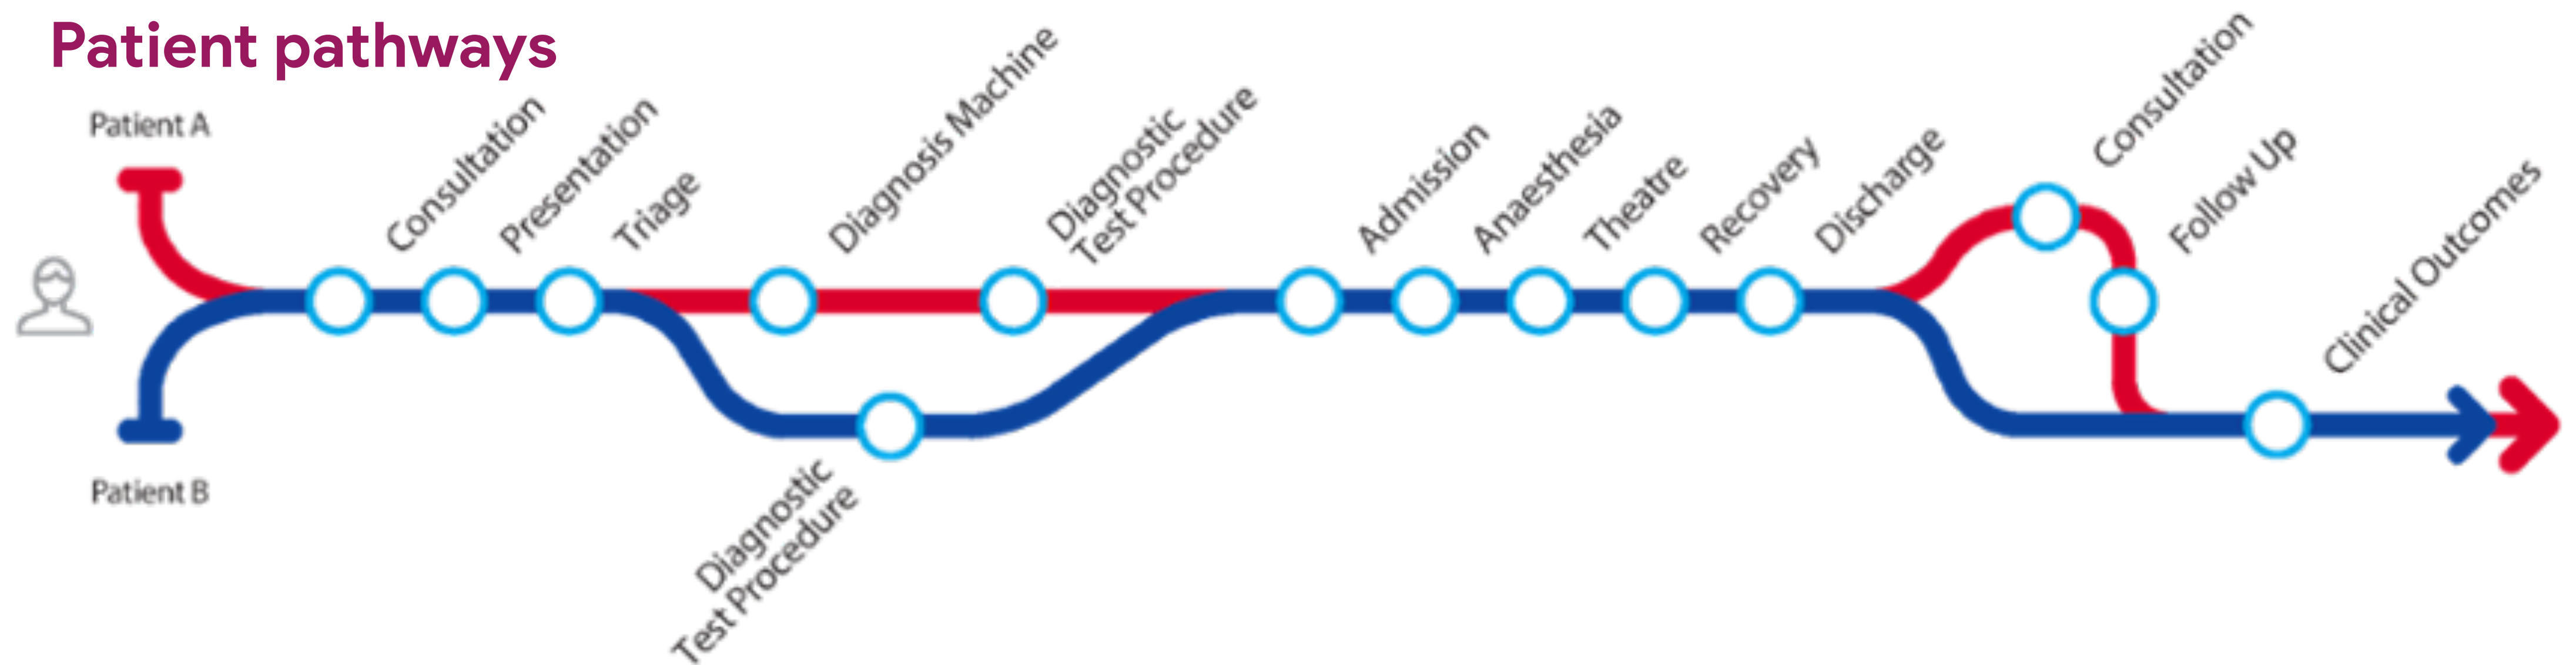 Patient pathways
Patient A
Consultation
Presentation
Triage
Diagnosis Machine
Diagnostic
Test Procedure
Admission
Anaesthesia
Theatre
Recovery
Discharge
Consultation
Follow Up
Clinical Outcomes
Patient B
Diagnostic
Test Procedure